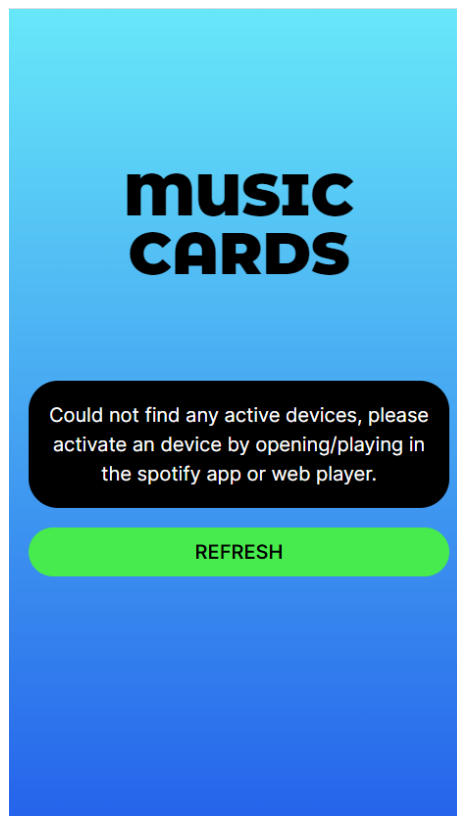 MUSIC
CARDS
Could not find any active devices, please
activate an device by opening/playing in
the spotify app or web player.
REFRESH